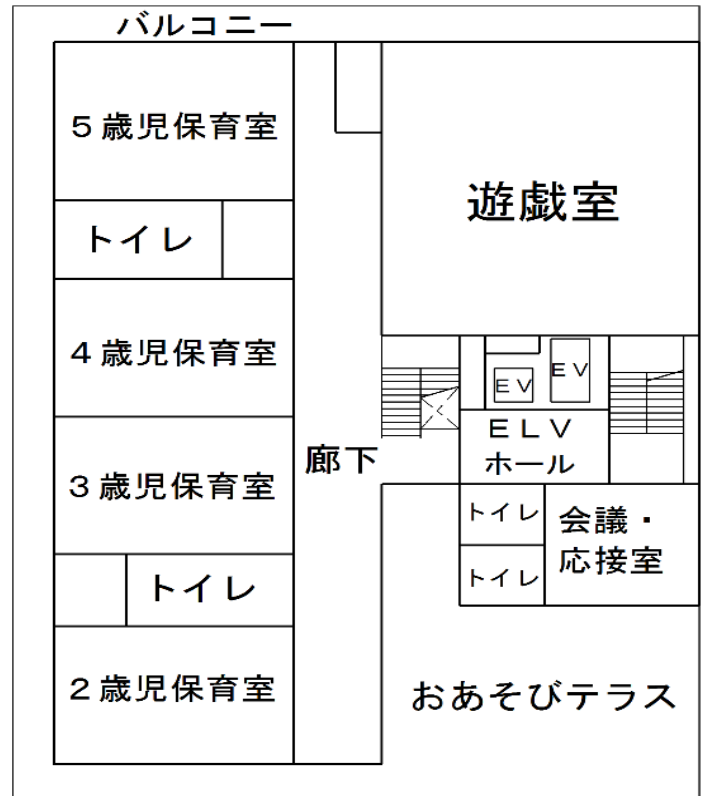 バルコニー
5歳児保育室
遊戯室
トイレ
4歳児保育室
EV
EV
ELV
ホール
廊下
3歳児保育室
トイレ
会議・
応接室
トイレ
トイレ
2歳児保育室
おあそびテラス